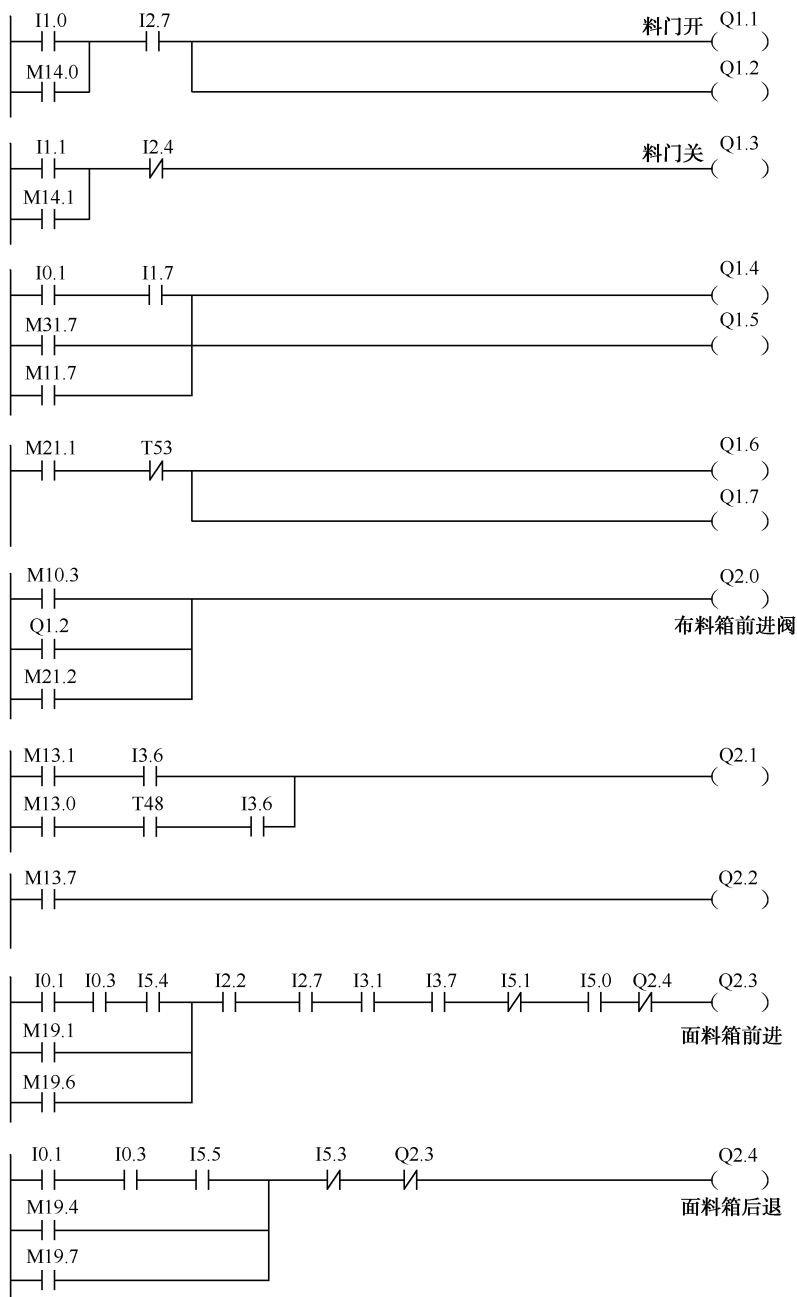 I1.0 I2.7 料门开 Q1.1
M14.0 Q1.2
I1.1 I2.4 料门关 Q1.3
M14.1
I0.1 I1.7 Q1.4
M31.7 Q1.5
M11.7
M21.1 T53 Q1.6
Q1.7
M10.3 Q2.0
Q1.2 布料箱前进阀
M21.2
M13.1 I3.6 Q2.1
M13.0 T48 I3.6
M13.7 Q2.2
I0.1 I0.3 I5.4 I2.2 I2.7 I3.1 I3.7 I5.1 I5.0 Q2.4 Q2.3
M19.1 面料箱前进
M19.6
I0.1 I0.3 I5.5 I5.3 Q2.3 Q2.4
M19.4 面料箱后退
M19.7